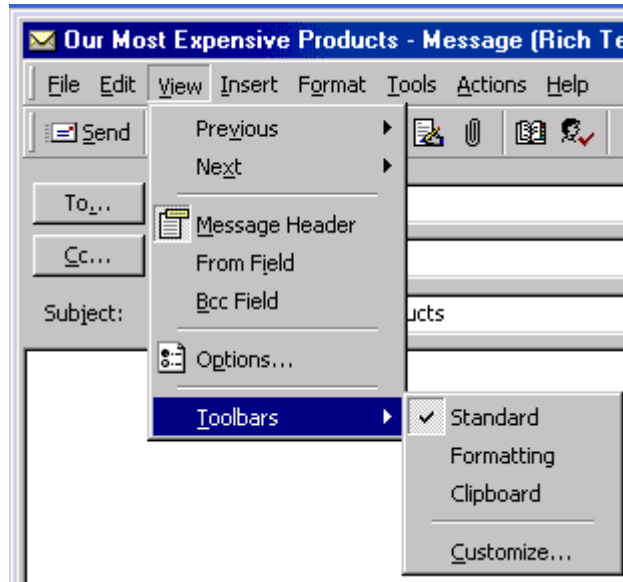 Our Most Expensive Products - Message (Rich Te
File Edit View Insert Format Tools Actions Help
Send
Previous
Next
To...
Message Header
Cc...
From Field
Bcc Field
Subject: ucts
Options...
Toolbars
Standard
Formatting
Clipboard
Customize...